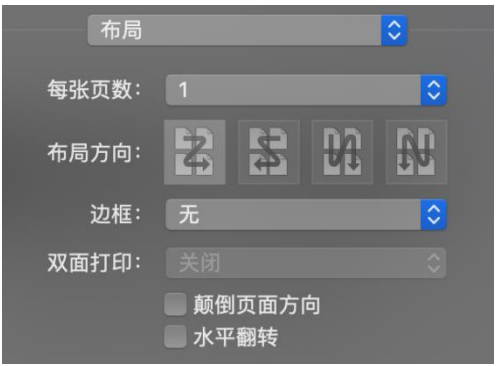 布局
每张页数： 1
布局方向：
边框： 无
双面打印： 关闭
颠倒页面方向
水平翻转